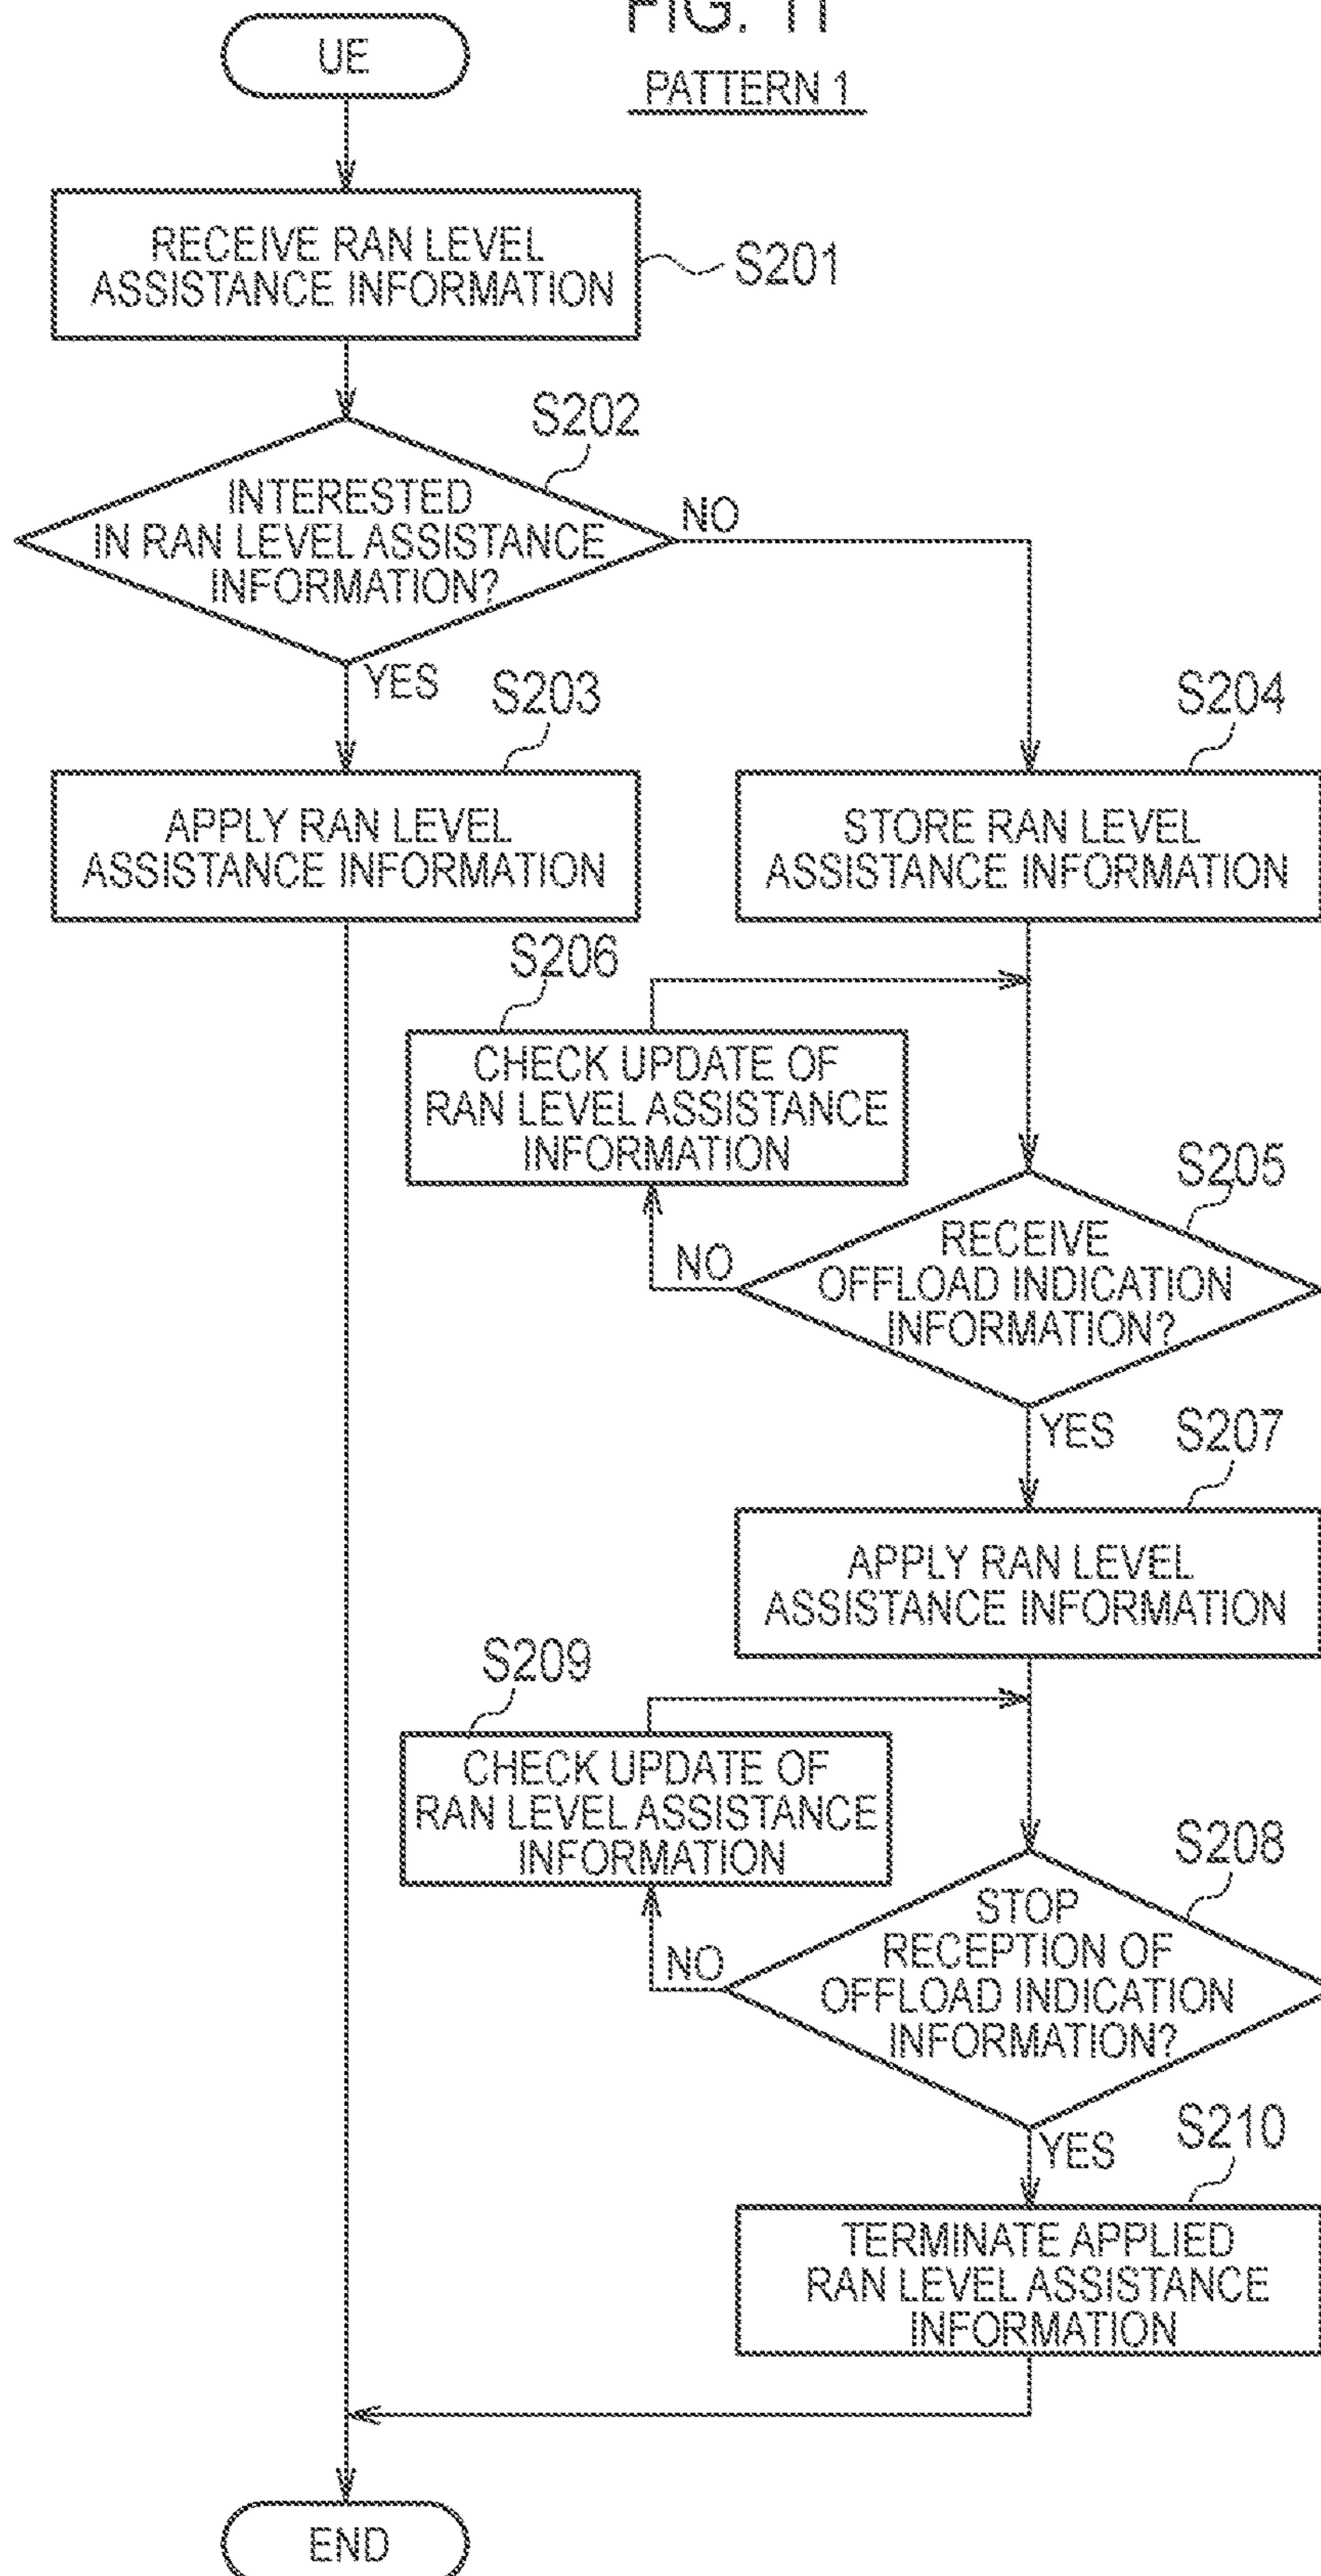 FIG. 11
PATTERN 1
UE
RECEIVE RAN LEVEL
ASSISTANCE INFORMATION
S201
S202
INTERESTED
IN RAN LEVEL ASSISTANCE
INFORMATION?
NO
YES
S203
APPLY RAN LEVEL
ASSISTANCE INFORMATION
S204
STORE RAN LEVEL
ASSISTANCE INFORMATION
S206
CHECK UPDATE OF
RAN LEVEL ASSISTANCE
INFORMATION
S205
RECEIVE
OFFLOAD INDICATION
INFORMATION?
NO
YES
S207
APPLY RAN LEVEL
ASSISTANCE INFORMATION
S209
CHECK UPDATE OF
RAN LEVEL ASSISTANCE
INFORMATION
S208
STOP
RECEPTION OF
OFFLOAD INDICATION
INFORMATION?
NO
YES
S210
TERMINATE APPLIED
RAN LEVEL ASSISTANCE
INFORMATION
END